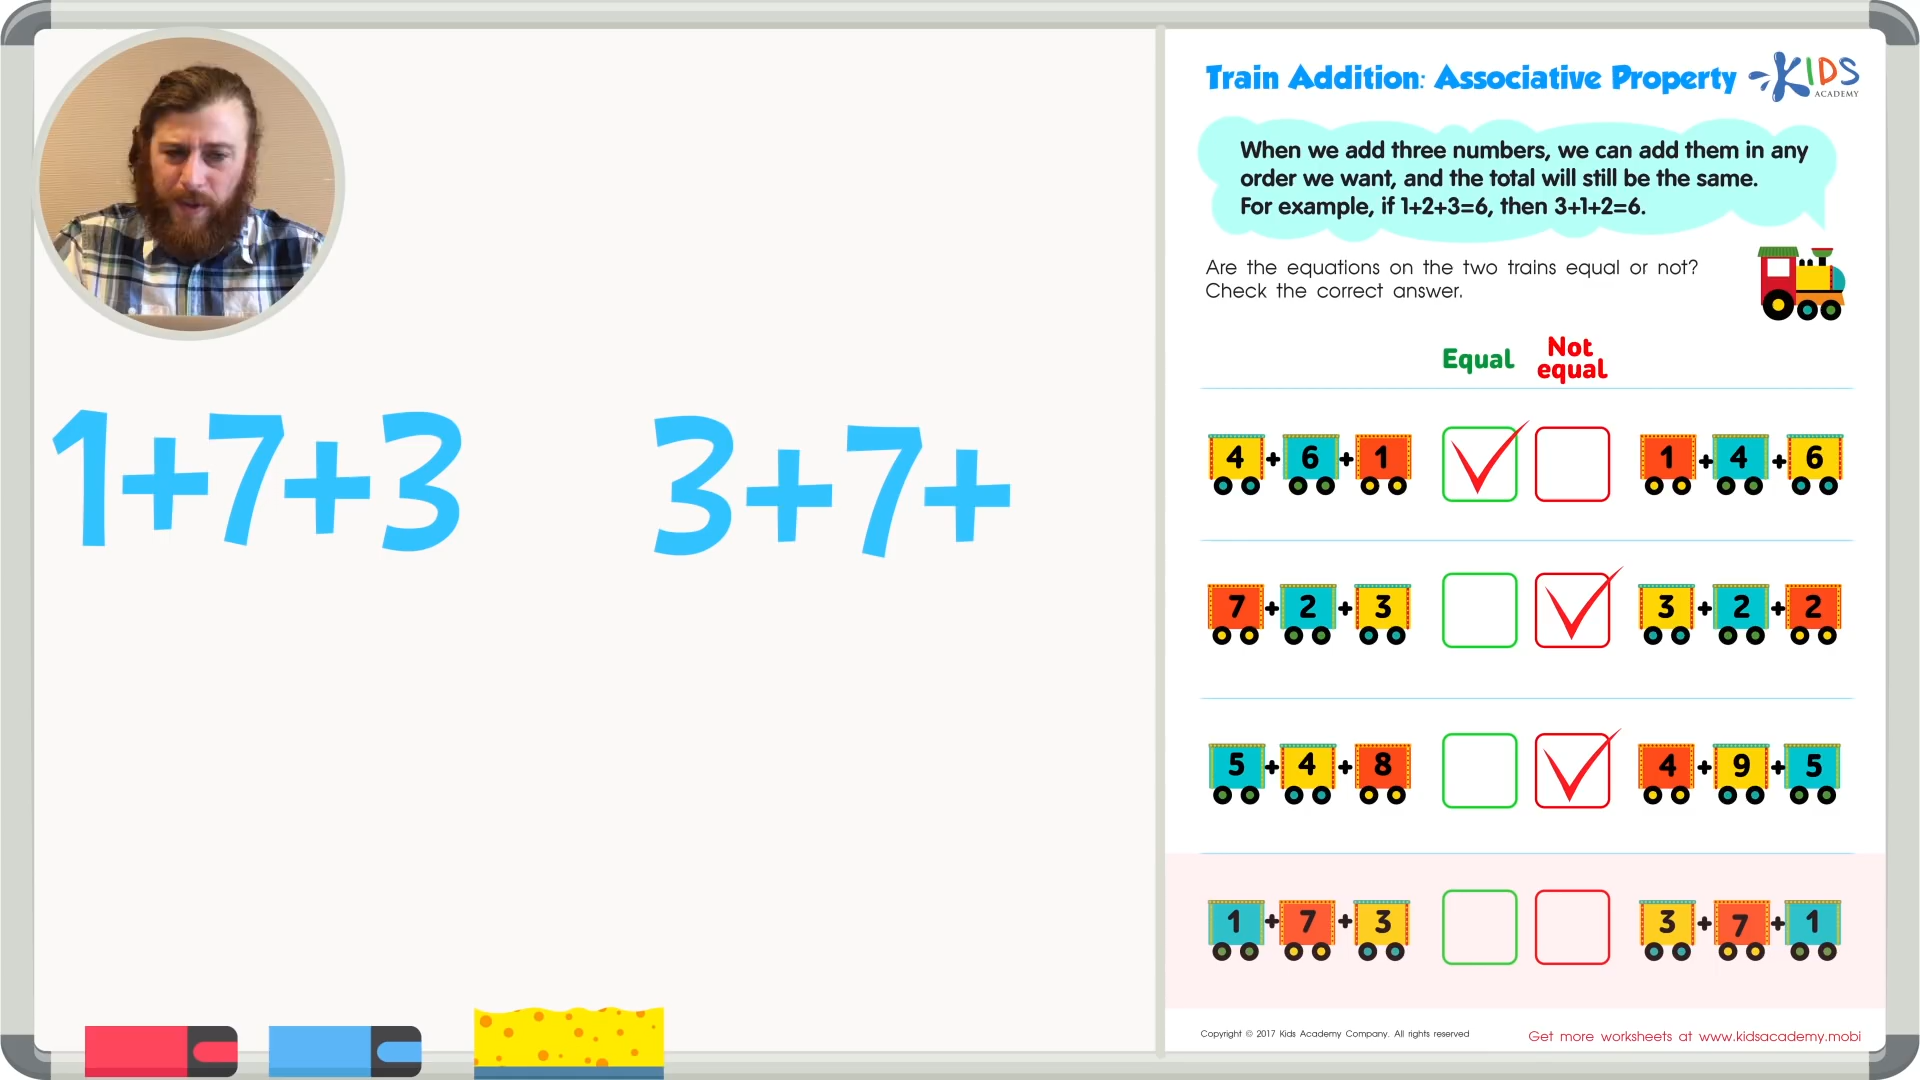 1+7+3 3+7+
Train Addition: Associative Property
KIDS
ACADEMY
When we add three numbers, we can add them in any
order we want, and the total will still be the same.
For example, if 1+2+3=6, then 3+1+2=6.
Are the equations on the two trains equal or not?
Check the correct answer.
Equal
Not
equal
4 + 6 + 1 1 + 4 + 6
7 + 2 + 3 3 + 2 + 2
5 + 4 + 8 4 + 9 + 5
1 + 7 + 3 3 + 7 + 1
Copyright © 2017 Kids Academy Company. All rights reserved
Get more worksheets at www.kidsacademy.mobi